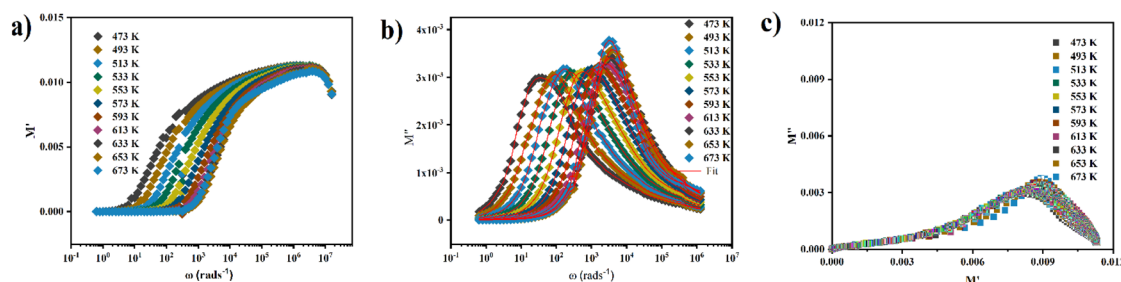 a)
0.015
0.010
0.005
0.000
M'
473 K
493 K
513 K
533 K
553 K
573 K
593 K
613 K
633 K
653 K
673 K
10⁻¹ 10⁰ 10¹ 10² 10³ 10⁴ 10⁵ 10⁶ 10⁷ 10⁸
ω (rads⁻¹)
b)
4x10⁻³
3x10⁻³
2x10⁻³
1x10⁻³
0
M''
473 K
493 K
513 K
533 K
553 K
573 K
593 K
613 K
633 K
653 K
673 K
Fit
10⁻¹ 10⁰ 10¹ 10² 10³ 10⁴ 10⁵ 10⁶ 10⁷
ω (rads⁻¹)
c)
0.012
0.009
0.006
0.003
0.000
M''
473 K
493 K
513 K
533 K
553 K
573 K
593 K
613 K
633 K
653 K
673 K
0.000 0.003 0.006 0.009 0.012
M'